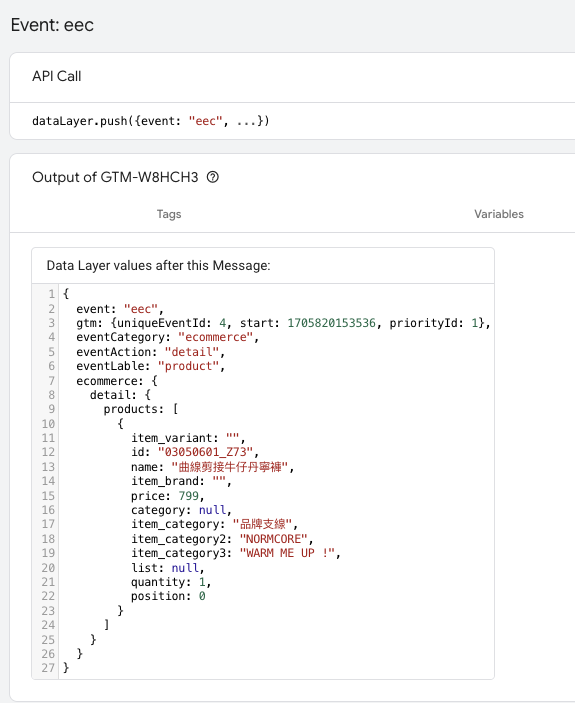 Event: eec
API Call
dataLayer.push({event: "eec", ...})
Output of GTM-W8HCH3
Tags Variables
Data Layer values after this Message:
1 {
2 event: "eec",
3 gtm: {uniqueEventId: 4, start: 1705820153536, priorityId: 1},
4 eventCategory: "ecommerce",
5 eventAction: "detail",
6 eventLable: "product",
7 ecommerce: {
8 detail: {
9 products: [
10 {
11 item_variant: "",
12 id: "03050601_Z73",
13 name: "曲線剪接牛仔丹寧褲",
14 item_brand: "",
15 price: 799,
16 category: null,
17 item_category: "品牌支線",
18 item_category2: "NORMCORE",
19 item_category3: "WARM ME UP !",
20 list: null,
21 quantity: 1,
22 position: 0
23 }
24 ]
25 }
26 }
27 }